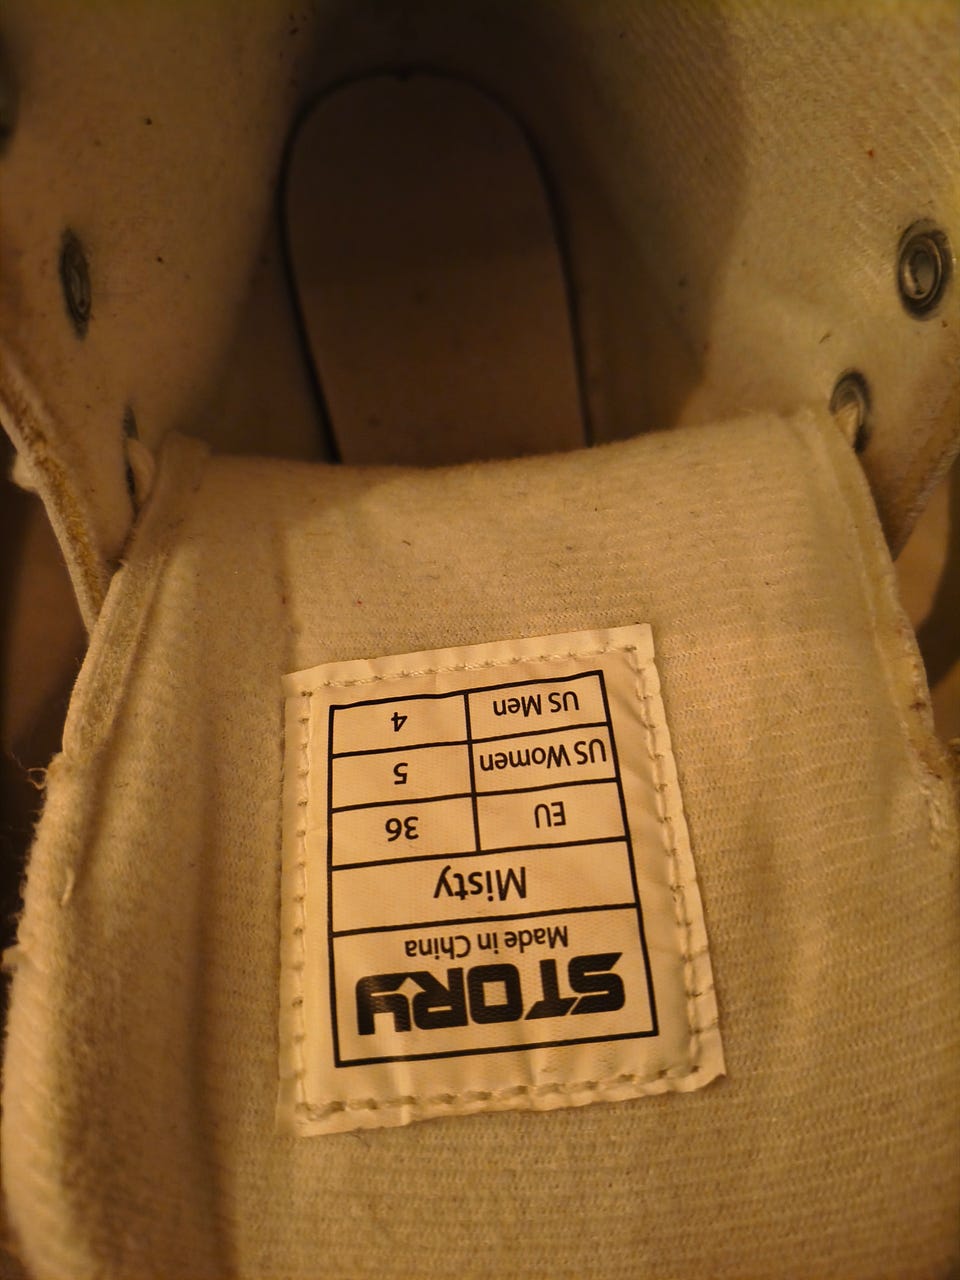 STORY
Made in China
Misty
EU 36
US Women 5
US Men 4